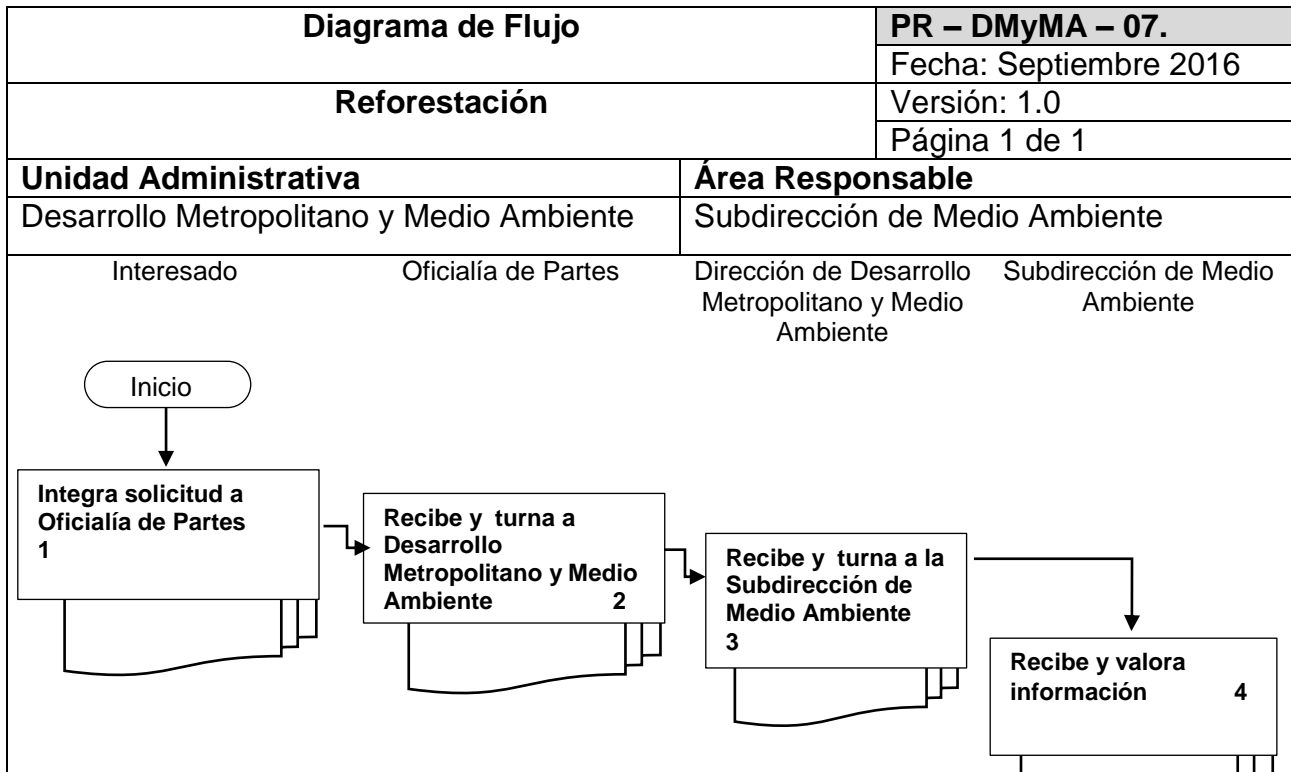 Diagrama de Flujo
PR – DMyMA – 07.
Fecha: Septiembre 2016
Reforestación
Versión: 1.0
Página 1 de 1
Unidad Administrativa
Área Responsable
Desarrollo Metropolitano y Medio Ambiente
Subdirección de Medio Ambiente
Interesado
Oficialía de Partes
Dirección de Desarrollo
Metropolitano y Medio
Ambiente
Subdirección de Medio
Ambiente
Inicio
Integra solicitud a
Oficialía de Partes
1
Recibe y turna a
Desarrollo
Metropolitano y Medio
Ambiente 2
Recibe y turna a la
Subdirección de
Medio Ambiente
3
Recibe y valora
información 4